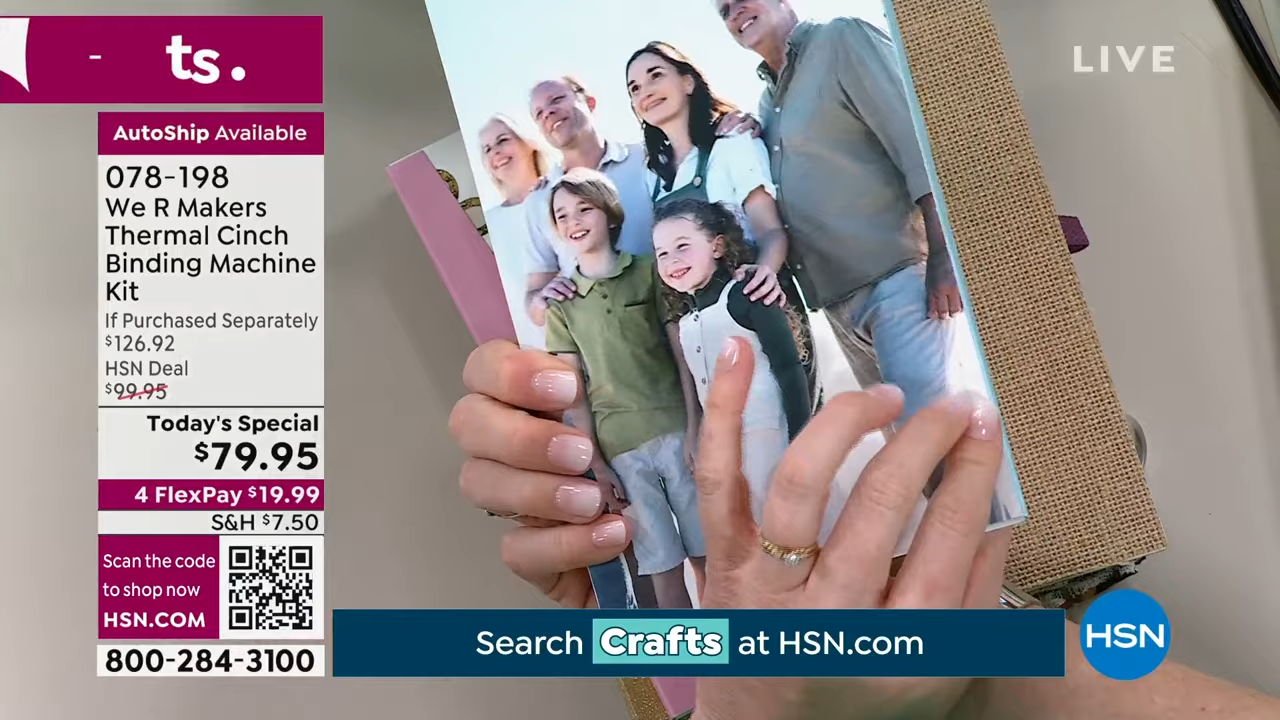 - ts.
LIVE
AutoShip Available
078-198
We R Makers
Thermal Cinch
Binding Machine
Kit
If Purchased Separately
$126.92
HSN Deal
$99.95
Today's Special
$79.95
4 FlexPay $19.99
S&H $7.50
Scan the code
to shop now
HSN.COM
800-284-3100
Search Crafts at HSN.com
HSN